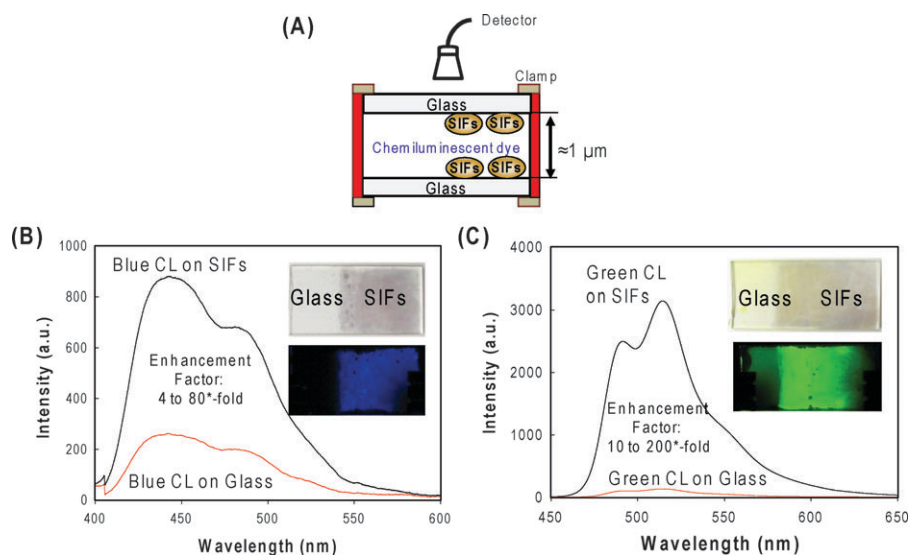 (A)
Detector
Clamp
Glass
SIFs SIFs
Chemiluminescent dye
≈1 µm
SIFs SIFs
Glass
(B)
1000
800
600
400
200
0
400 450 500 550 600
Intensity (a.u.)
Wavelength (nm)
Blue CL on SIFs
Glass SIFs
Enhancement
Factor:
4 to 80*-fold
Blue CL on Glass
(C)
4000
3000
2000
1000
0
450 500 550 600 650
Intensity (a.u.)
Wavelength (nm)
Green CL
on SIFs
Glass SIFs
Enhancement
Factor:
10 to 200*-fold
Green CL on Glass